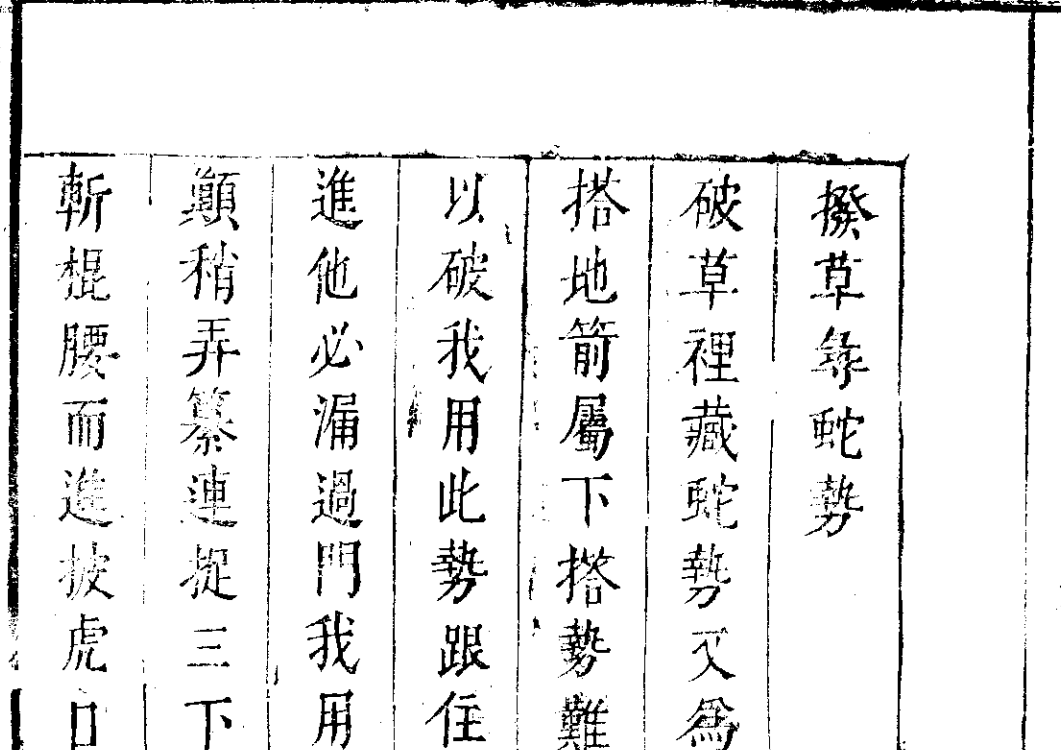 撥草尋蛇勢
破草裡藏蛇勢又為
搭地箭屬下搭勢難
以破我用此勢跟住
進他必漏過門我用
顛稍弄纂連捉三下
斬棍腰而進披虎口